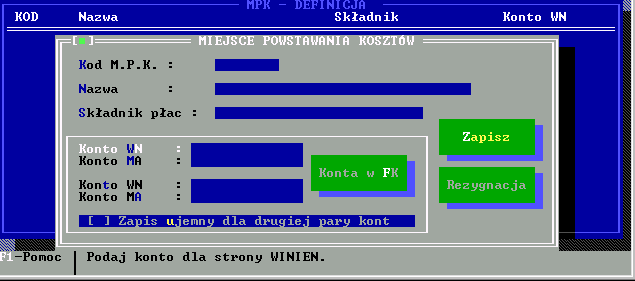 MPK - DEFINICJA
KOD Nazwa Składnik Konto WN
[■] MIEJSCE POWSTAWANIA KOSZTÓW
Kod M.P.K. :
Nazwa :
Składnik płac :
Zapisz
Konto WN :
Konto MA :
Konta w FK
Rezygnacja
Konto WN :
Konto MA :
[ ] Zapis ujemny dla drugiej pary kont
F1-Pomoc Podaj konto dla strony WINIEN.